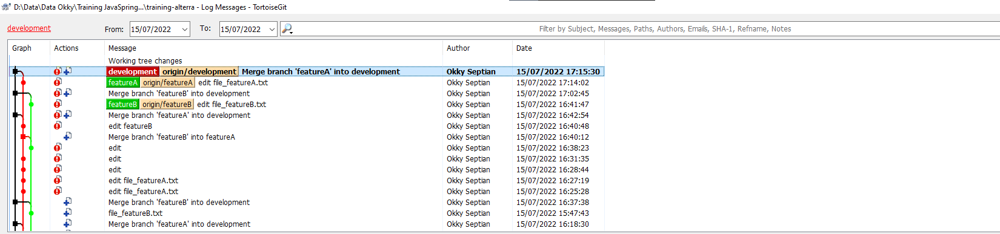 D:\Data\Data Okky\Training JavaSpring...\training-alterra - Log Messages - TortoiseGit
development From: 15/07/2022 To: 15/07/2022 Filter by Subject, Messages, Paths, Authors, Emails, SHA-1, Refname, Notes
Graph Actions Message Author Date
Working tree changes
development origin/development Merge branch 'featureA' into development Okky Septian 15/07/2022 17:15:30
featureA origin/featureA edit file_featureA.txt Okky Septian 15/07/2022 17:14:02
Merge branch 'featureB' into development Okky Septian 15/07/2022 17:02:45
featureB origin/featureB edit file_featureB.txt Okky Septian 15/07/2022 16:41:47
Merge branch 'featureA' into development Okky Septian 15/07/2022 16:42:54
edit featureB Okky Septian 15/07/2022 16:40:48
Merge branch 'featureB' into featureA Okky Septian 15/07/2022 16:40:12
edit Okky Septian 15/07/2022 16:38:23
edit Okky Septian 15/07/2022 16:31:35
edit Okky Septian 15/07/2022 16:28:44
edit file_featureA.txt Okky Septian 15/07/2022 16:27:19
edit file_featureA.txt Okky Septian 15/07/2022 16:25:28
Merge branch 'featureB' into development Okky Septian 15/07/2022 16:37:38
file_featureB.txt Okky Septian 15/07/2022 15:47:43
Merge branch 'featureA' into development Okky Septian 15/07/2022 16:18:30